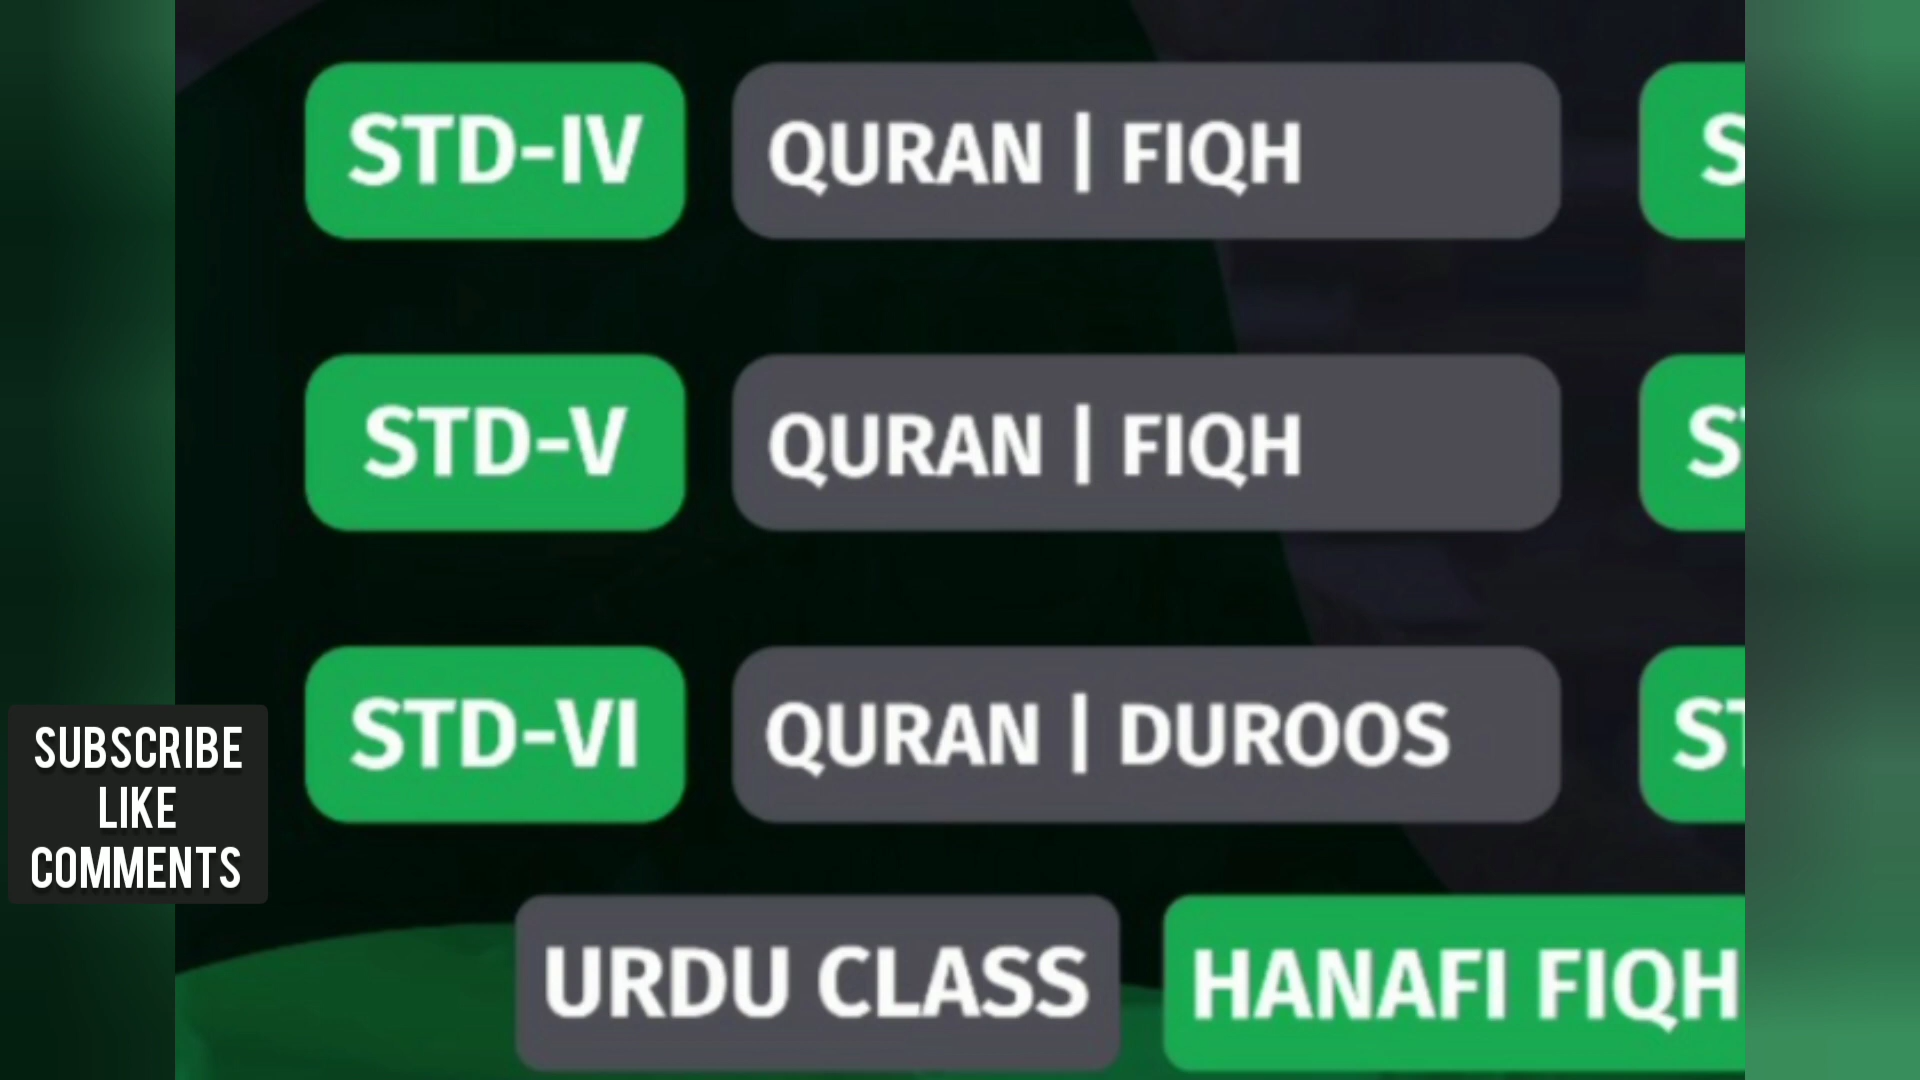 STD-IV QURAN | FIQH
STD-V QURAN | FIQH
STD-VI QURAN | DUROOS
SUBSCRIBE
LIKE
COMMENTS
URDU CLASS HANAFI FIQH